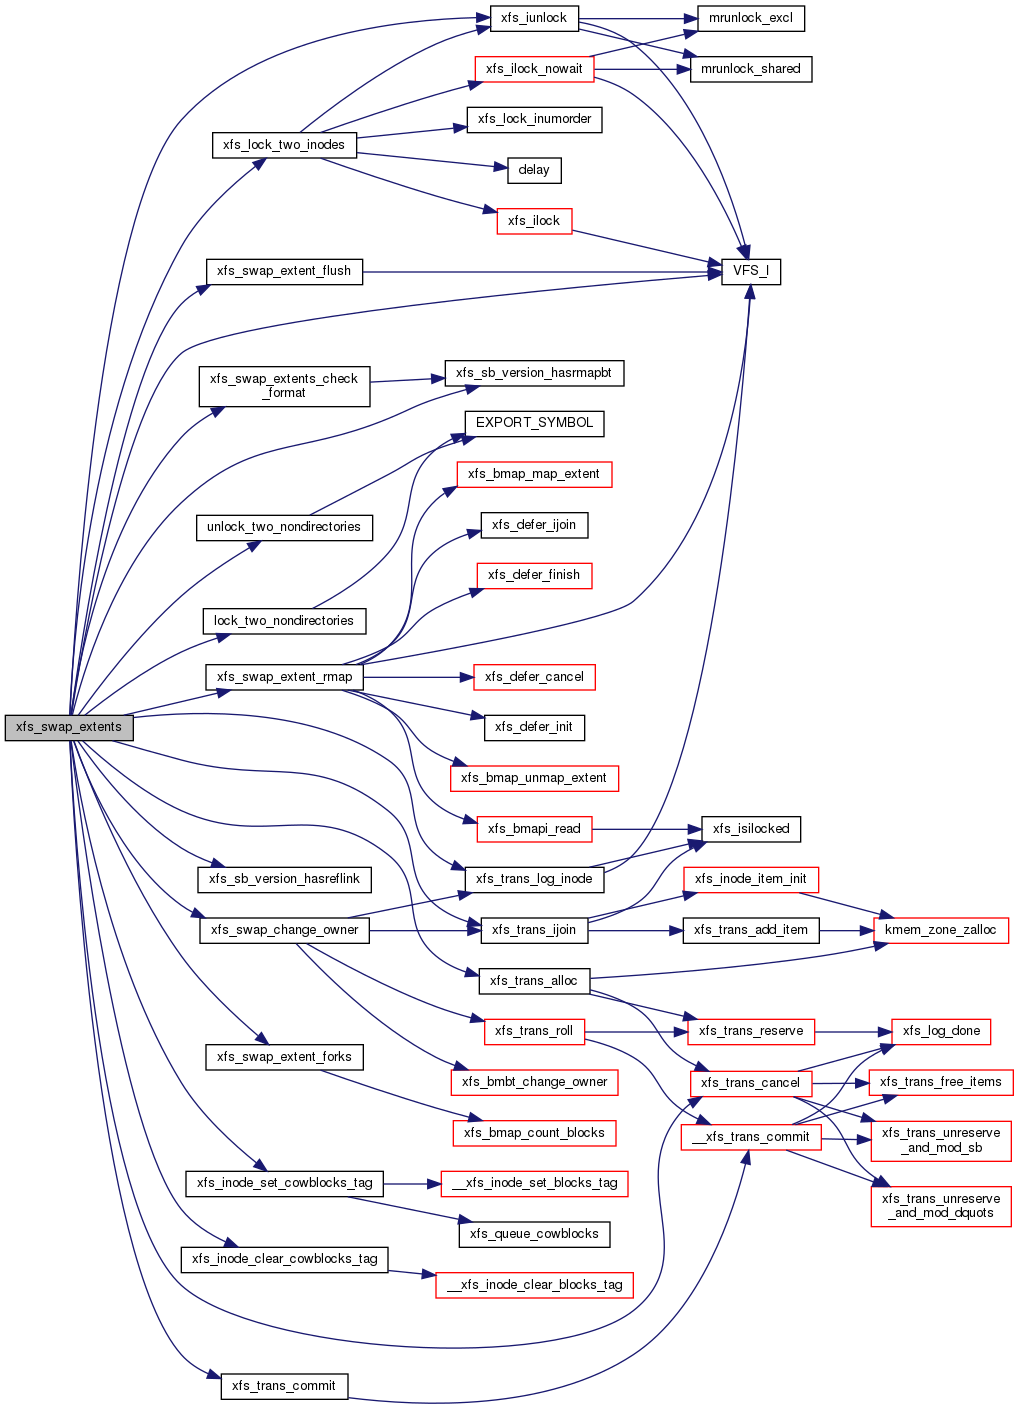 xfs_iunlock
mrunlock_excl
xfs_ilock_nowait
mrunlock_shared
xfs_lock_inumorder
xfs_lock_two_inodes
delay
xfs_ilock
xfs_swap_extent_flush
VFS_I
xfs_swap_extents_check
_format
xfs_sb_version_hasrmapbt
EXPORT_SYMBOL
xfs_bmap_map_extent
unlock_two_nondirectories
xfs_defer_ijoin
xfs_defer_finish
lock_two_nondirectories
xfs_swap_extent_rmap
xfs_defer_cancel
xfs_swap_extents
xfs_defer_init
xfs_bmap_unmap_extent
xfs_bmapi_read
xfs_isilocked
xfs_sb_version_hasreflink
xfs_trans_log_inode
xfs_inode_item_init
xfs_swap_change_owner
xfs_trans_ijoin
xfs_trans_add_item
kmem_zone_zalloc
xfs_trans_alloc
xfs_trans_roll
xfs_trans_reserve
xfs_log_done
xfs_swap_extent_forks
xfs_bmbt_change_owner
xfs_trans_cancel
xfs_trans_free_items
xfs_bmap_count_blocks
__xfs_trans_commit
xfs_trans_unreserve
_and_mod_sb
xfs_inode_set_cowblocks_tag
__xfs_inode_set_blocks_tag
xfs_trans_unreserve
_and_mod_dquots
xfs_queue_cowblocks
xfs_inode_clear_cowblocks_tag
__xfs_inode_clear_blocks_tag
xfs_trans_commit